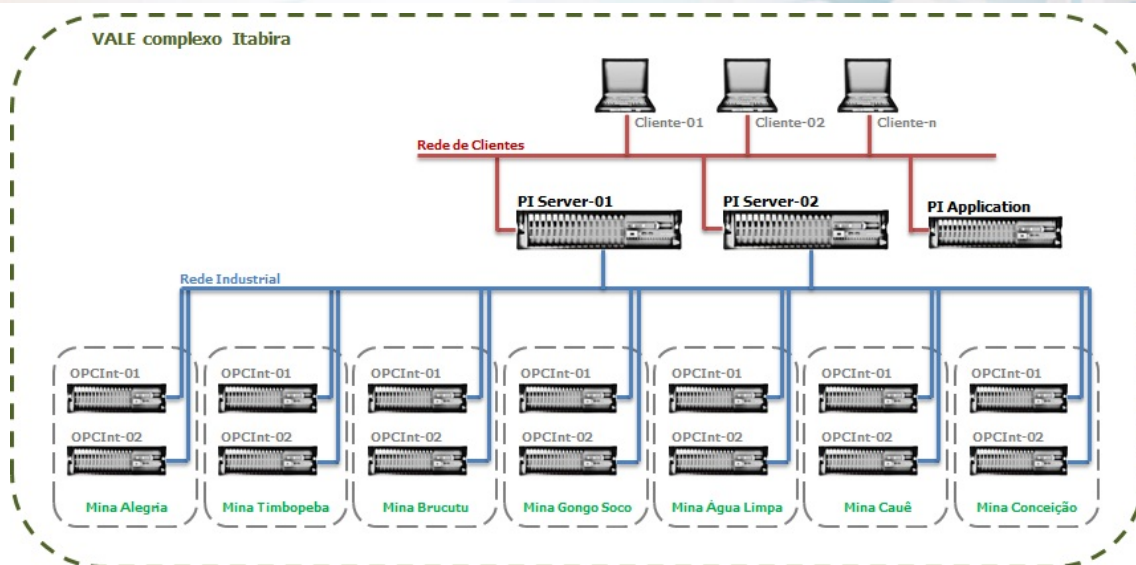 VALE complexo Itabira
Cliente-01 Cliente-02 Cliente-n
Rede de Clientes
PI Server-01 PI Server-02 PI Application
Rede Industrial
OPCInt-01 OPCInt-01 OPCInt-01 OPCInt-01 OPCInt-01 OPCInt-01 OPCInt-01
OPCInt-02 OPCInt-02 OPCInt-02 OPCInt-02 OPCInt-02 OPCInt-02 OPCInt-02
Mina Alegria Mina Timbopeba Mina Brucutu Mina Gongo Soco Mina Água Limpa Mina Cauê Mina Conceição